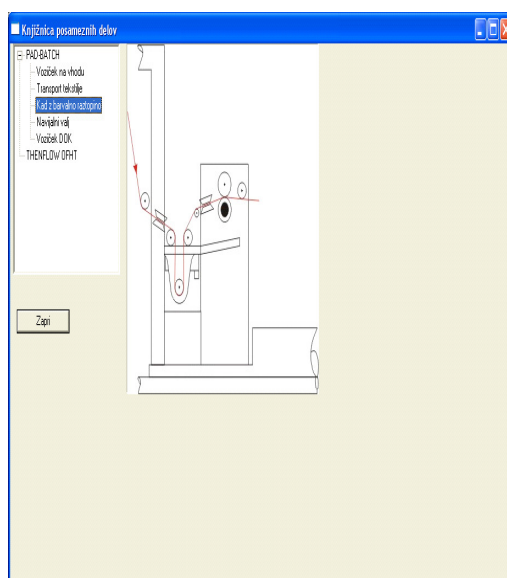 Knjižnica posameznih delov
PAD-BATCH
Voziček na vhodu
Transport tekstilje
Kad z barvalno raztopino
Navijalni valj
Voziček DOK
THENFLOW OFHT
Zapri